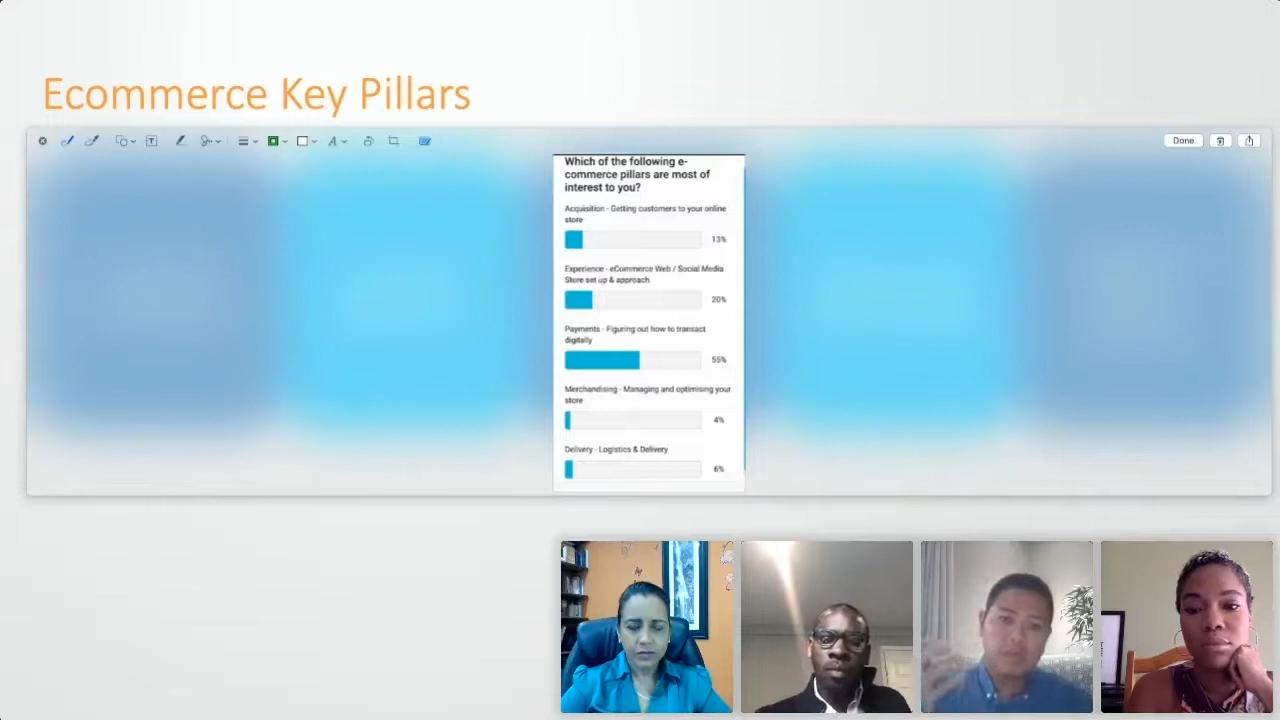 Ecommerce Key Pillars
Done
Which of the following e-
commerce pillars are most of
interest to you?
Acquisition - Getting customers to your online
store
13%
Experience - eCommerce Web / Social Media
Store set up & approach
20%
Payments - Figuring out how to transact
digitally
55%
Merchandising - Managing and optimising your
store
4%
Delivery - Logistics & Delivery
6%